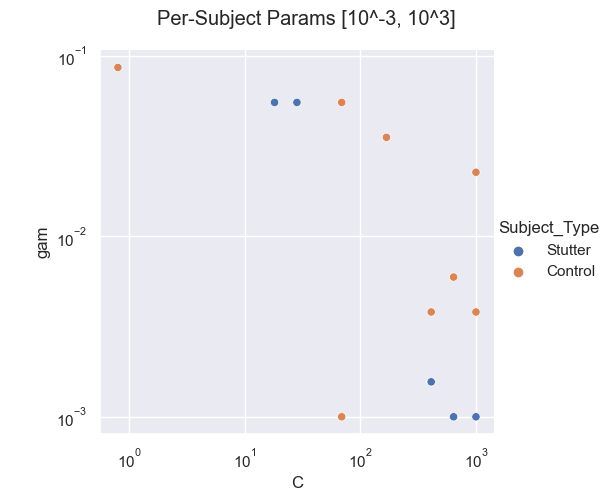 Per-Subject Params [10^-3, 10^3]
10⁻¹
10⁻²
10⁻³
gam
10⁰
10¹
10²
10³
C
Subject_Type
Stutter
Control